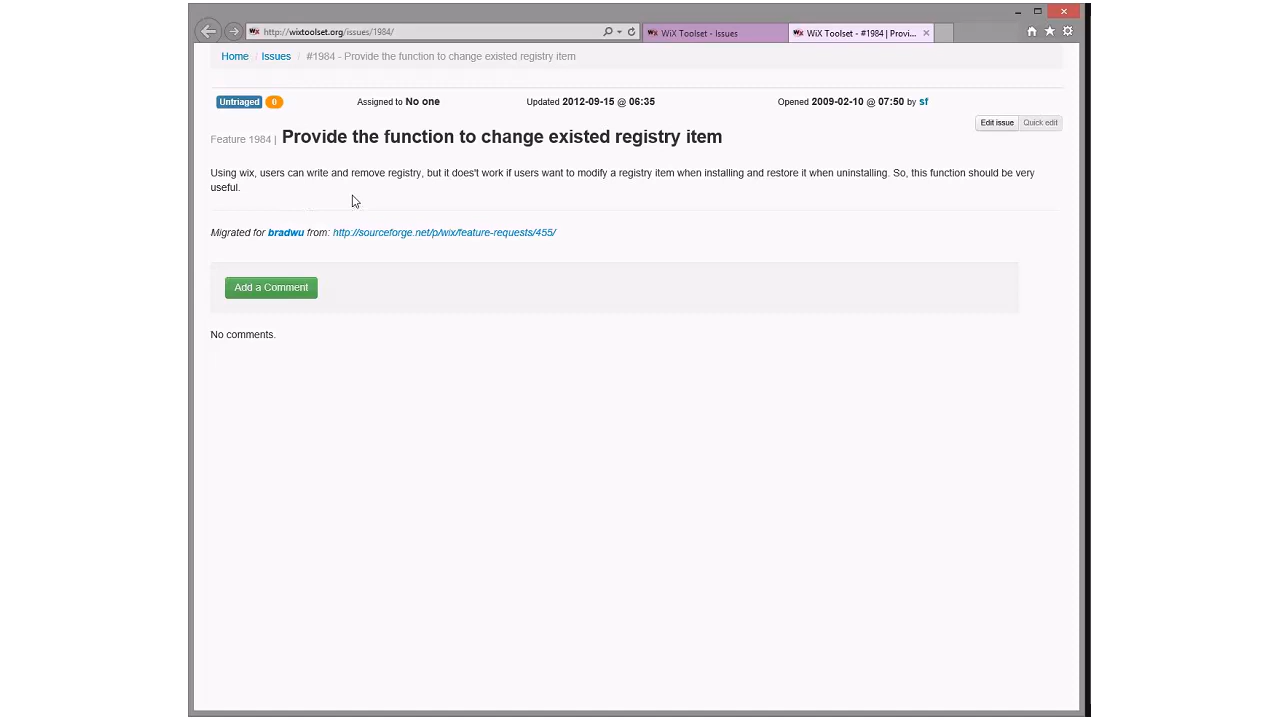 http://wixtoolset.org/issues/1984/
WiX Toolset - Issues
WiX Toolset - #1984 | Provi...
Home / Issues / #1984 - Provide the function to change existed registry item
Untriaged 0 Assigned to No one Updated 2012-09-15 @ 06:35 Opened 2009-02-10 @ 07:50 by sf
Edit issue Quick edit
Feature 1984 | Provide the function to change existed registry item
Using wix, users can write and remove registry, but it does't work if users want to modify a registry item when installing and restore it when uninstalling. So, this function should be very
useful.
Migrated for bradwu from: http://sourceforge.net/p/wix/feature-requests/455/
Add a Comment
No comments.